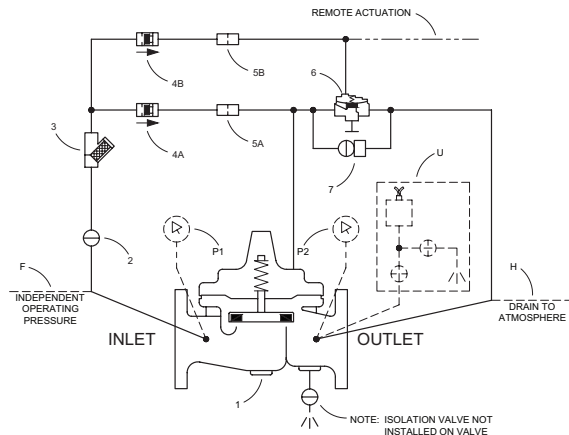 REMOTE ACTUATION
6
4B
5B
3
4A
5A
7
U
P1
P2
2
F
H
INDEPENDENT
OPERATING
PRESSURE
DRAIN TO
ATMOSPHERE
INLET
OUTLET
1
NOTE: ISOLATION VALVE NOT
INSTALLED ON VALVE